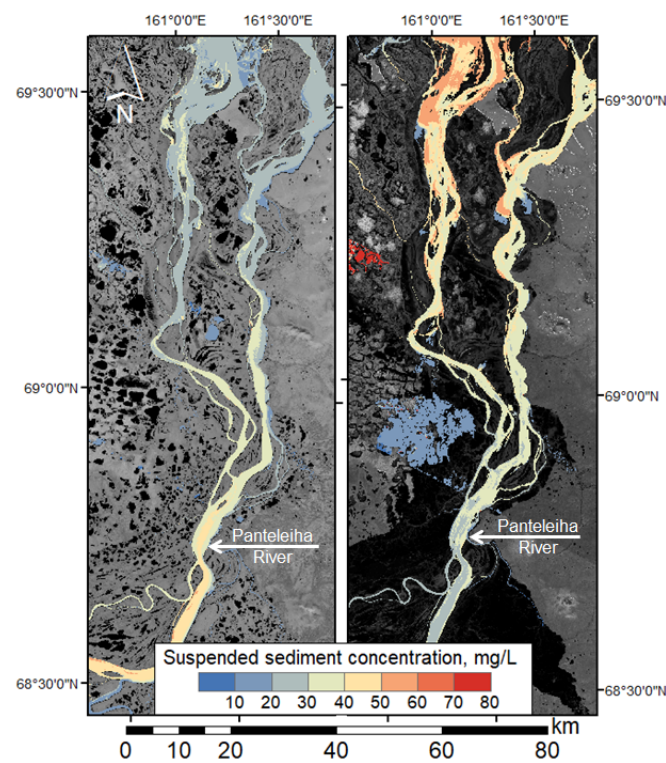 161°0'0"E 161°30'0"E
161°0'0"E 161°30'0"E
69°30'0"N
69°30'0"N
N
69°0'0"N
69°0'0"N
Panteleiha
River
Panteleiha
River
68°30'0"N
68°30'0"N
Suspended sediment concentration, mg/L
10 20 30 40 50 60 70 80
km
0 10 20 40 60 80